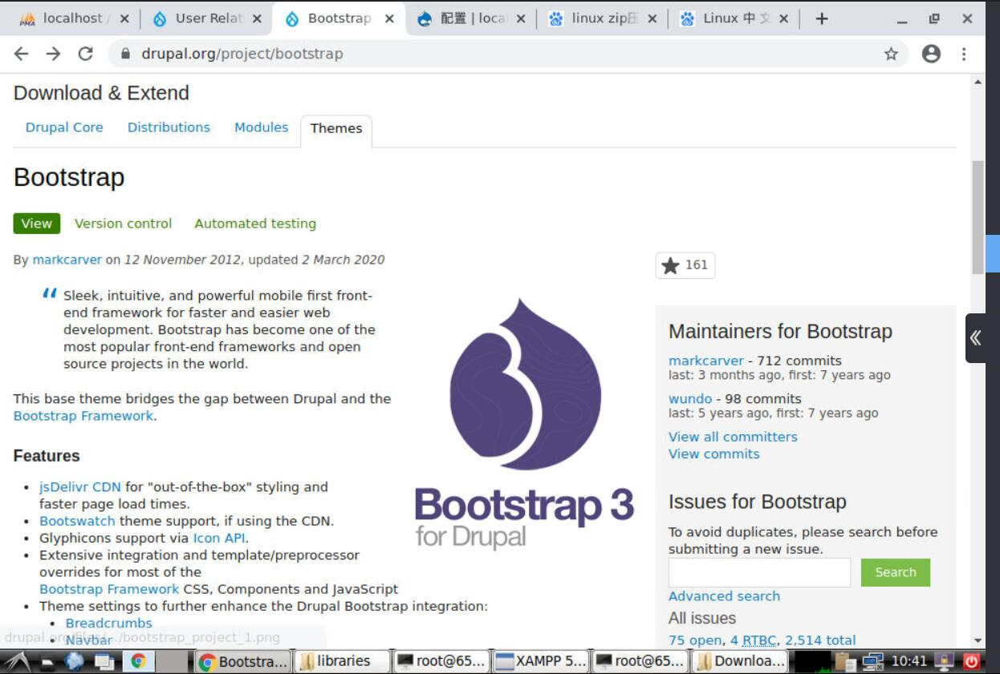 localhost /
User Relat
Bootstrap
配置 | loca
linux zip压
Linux 中 文
drupal.org/project/bootstrap
Download & Extend
Drupal Core Distributions Modules Themes
Bootstrap
View Version control Automated testing
By markcarver on 12 November 2012, updated 2 March 2020
161
“ Sleek, intuitive, and powerful mobile first front-
end framework for faster and easier web
development. Bootstrap has become one of the
most popular front-end frameworks and open
source projects in the world.
This base theme bridges the gap between Drupal and the
Bootstrap Framework.
Features
• jsDelivr CDN for "out-of-the-box" styling and
faster page load times.
• Bootswatch theme support, if using the CDN.
• Glyphicons support via Icon API.
• Extensive integration and template/preprocessor
overrides for most of the
Bootstrap Framework CSS, Components and JavaScript
• Theme settings to further enhance the Drupal Bootstrap integration:
• Breadcrumbs
• Navbar
Bootstrap 3
for Drupal
Maintainers for Bootstrap
markcarver - 712 commits
last: 3 months ago, first: 7 years ago
wundo - 98 commits
last: 5 years ago, first: 7 years ago
View all committers
View commits
Issues for Bootstrap
To avoid duplicates, please search before
submitting a new issue.
Search
Advanced search
All issues
75 open, 4 RTBC, 2,514 total
drupal.org/files/.../bootstrap_project_1.png
Bootstra...
libraries
root@65...
XAMPP 5...
root@65...
Downloa...
10:41